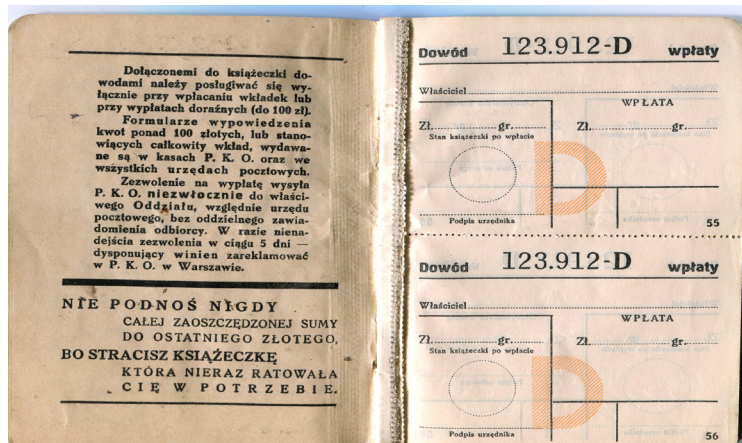 Dołączonemi do książeczki do-
wodami należy posługiwać się wy-
łącznie przy wpłacaniu wkładek lub
przy wypłatach doraźnych (do 100 zł).
Formularze wypowiedzenia
kwot ponad 100 złotych, lub stano-
wiących całkowity wkład, wydawa-
ne są w kasach P. K. O. oraz we
wszystkich urzędach pocztowych.
Zezwolenie na wypłatę wysyła
P. K. O. niezwłocznie do właści-
wego Oddziału, względnie urzędu
pocztowego, bez oddzielnego zawia-
domienia odbiorcy. W razie niena-
dejścia zezwolenia w ciągu 5 dni —
dysponujący winien zareklamować
w P. K. O. w Warszawie.
NIE PODNOŚ NIGDY
CAŁEJ ZAOSZCZĘDZONEJ SUMY
DO OSTATNIEGO ZŁOTEGO,
BO STRACISZ KSIĄŻECZKĘ
KTÓRA NIERAZ RATOWAŁA
CIĘ W POTRZEBIE.
Dowód 123.912-D wpłaty
Właściciel
WPŁATA
Zł. gr. Zł. gr.
Stan książeczki po wpłacie
D
Podpis urzędnika 55
Dowód 123.912-D wpłaty
Właściciel
WPŁATA
Zł. gr. Zł. gr.
Stan książeczki po wpłacie
D
Podpis urzędnika 56